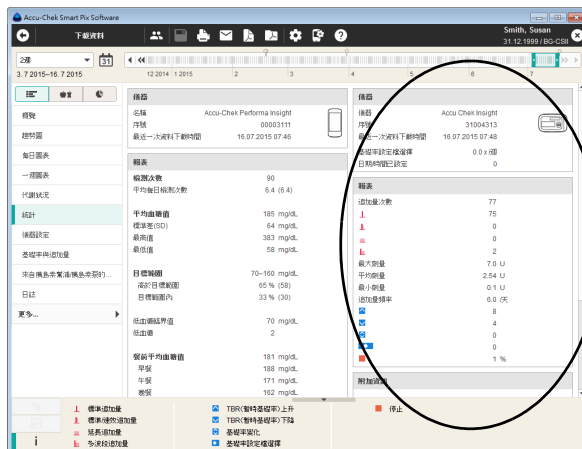 Accu-Chek Smart Pix Software
下載資料
Smith, Susan
31.12.1999 / BG-CSII
2週
31
3. 7 2015–16. 7 2015
12 2014 1 2015 2 3 4 5 6 7
概覽
趨勢圖
每日圖表
一週圖表
代謝狀況
統計
儀器設定
基礎率與追加量
日誌
更多...
儀器
名稱 Accu-Chek Performa Insight
序號 00003111
最近一次資料下載時間 16.07.2015 07:46
報表
檢測次數 90
平均每日檢測次數 6.4 (6.4)
平均血糖值 185 mg/dL
標準差(SD) 64 mg/dL
最高值 383 mg/dL
最低值 58 mg/dL
目標範圍 70–160 mg/dL
高於目標範圍 65 % (58)
目標範圍內 33 % (30)
低血糖臨界值 70 mg/dL
低血糖 2
餐前平均血糖值 181 mg/dL
早餐 188 mg/dL
午餐 171 mg/dL
晚餐 162 mg/dL
儀器
儀器 Accu Chek Insight
序號 31004313
最近一次資料下載時間 16.07.2015 07:48
基礎率設定檔選擇 0.0 x /週
日期/時間已設定 0
報表
追加量次數 77
75
0
0
2
最大劑量 7.0 U
平均劑量 2.54 U
最小劑量 0.1 U
追加量頻率 6.0 /天
8
4
0
0
1 %
附加資訊
標準追加量
標準/速效追加量
延長追加量
多波段追加量
TBR(暫時基礎率)上升
TBR(暫時基礎率)下降
基礎率變化
基礎率設定檔選擇
停止